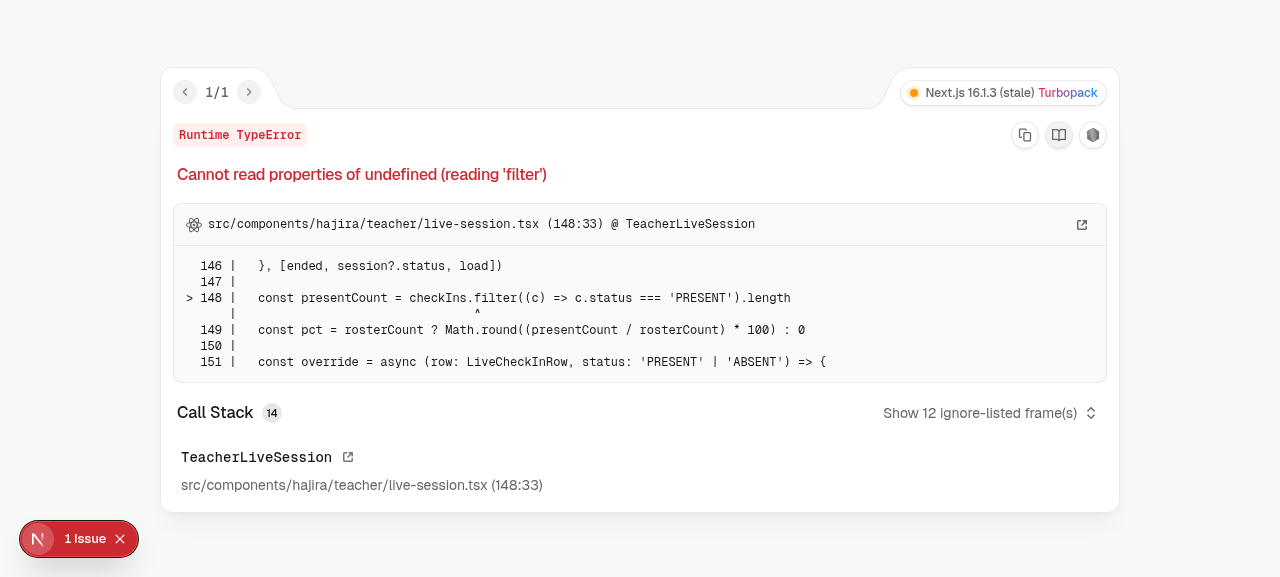 1/1
Next.js 16.1.3 (stale) Turbopack
Runtime TypeError
Cannot read properties of undefined (reading 'filter')
src/components/hajira/teacher/live-session.tsx (148:33) @ TeacherLiveSession
  146 |   }, [ended, session?.status, load])
  147 |
> 148 |   const presentCount = checkIns.filter((c) => c.status === 'PRESENT').length
      |                                 ^
  149 |   const pct = rosterCount ? Math.round((presentCount / rosterCount) * 100) : 0
  150 |
  151 |   const override = async (row: LiveCheckInRow, status: 'PRESENT' | 'ABSENT') => {
Call Stack 14
Show 12 ignore-listed frame(s)
TeacherLiveSession
src/components/hajira/teacher/live-session.tsx (148:33)
N 1 Issue